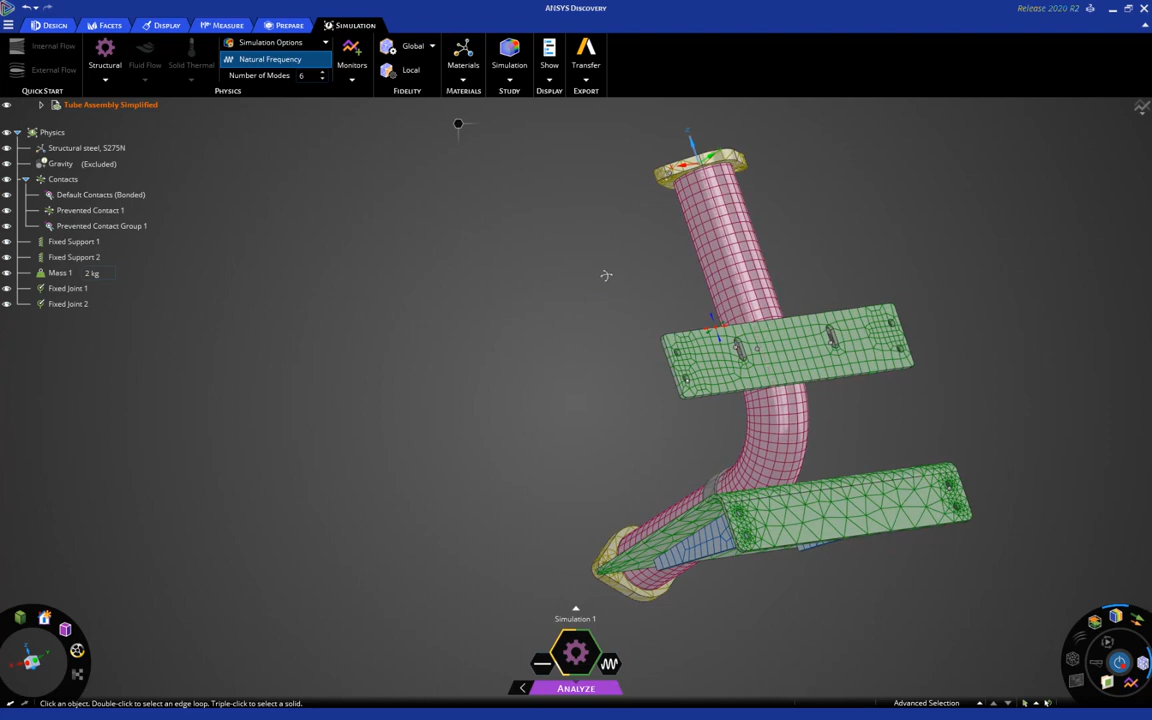 ANSYS Discovery
Release 2020 R2
Design
Facets
Display
Measure
Prepare
Simulation
Internal Flow
External Flow
Quick Start
Structural
Fluid Flow
Solid Thermal
Simulation Options
Natural Frequency
Number of Modes 6
Physics
Monitors
Global
Local
Fidelity
Materials
Materials
Simulation
Study
Show
Display
Transfer
Export
Tube Assembly Simplified
Physics
Structural steel, S275N
Gravity (Excluded)
Contacts
Default Contacts (Bonded)
Prevented Contact 1
Prevented Contact Group 1
Fixed Support 1
Fixed Support 2
Mass 1 2 kg
Fixed Joint 1
Fixed Joint 2
Simulation 1
Analyze
Click an object. Double-click to select an edge loop. Triple-click to select a solid.
Advanced Selection